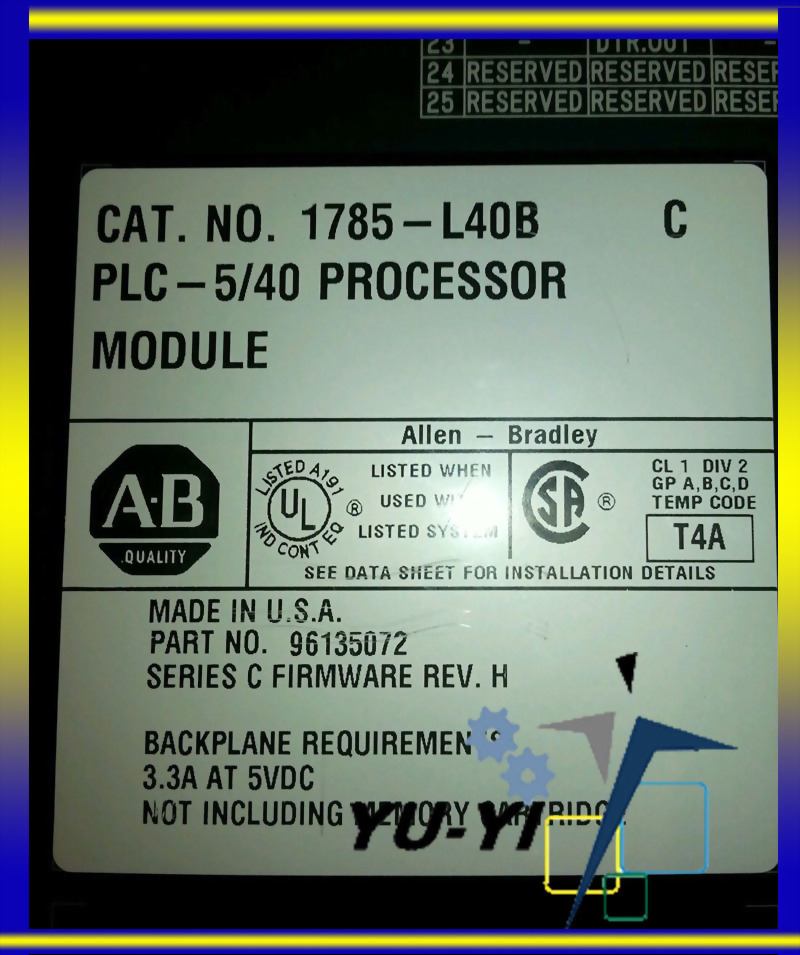 23 - DTR.OUT -
24 RESERVED RESERVED RESER
25 RESERVED RESERVED RESER
CAT. NO. 1785-L40B C
PLC-5/40 PROCESSOR
MODULE
Allen - Bradley
A·B
QUALITY
LISTED A191
UL
IND CONT EQ
®
LISTED WHEN
USED
LISTED SYSTEM
SA ®
CL 1 DIV 2
GP A,B,C,D
TEMP CODE
T4A
SEE DATA SHEET FOR INSTALLATION DETAILS
MADE IN U.S.A.
PART NO. 96135072
SERIES C FIRMWARE REV. H
BACKPLANE REQUIREMEN
3.3A AT 5VDC
NOT INCLUDING MEMORY CARTRIDG
YU-YI